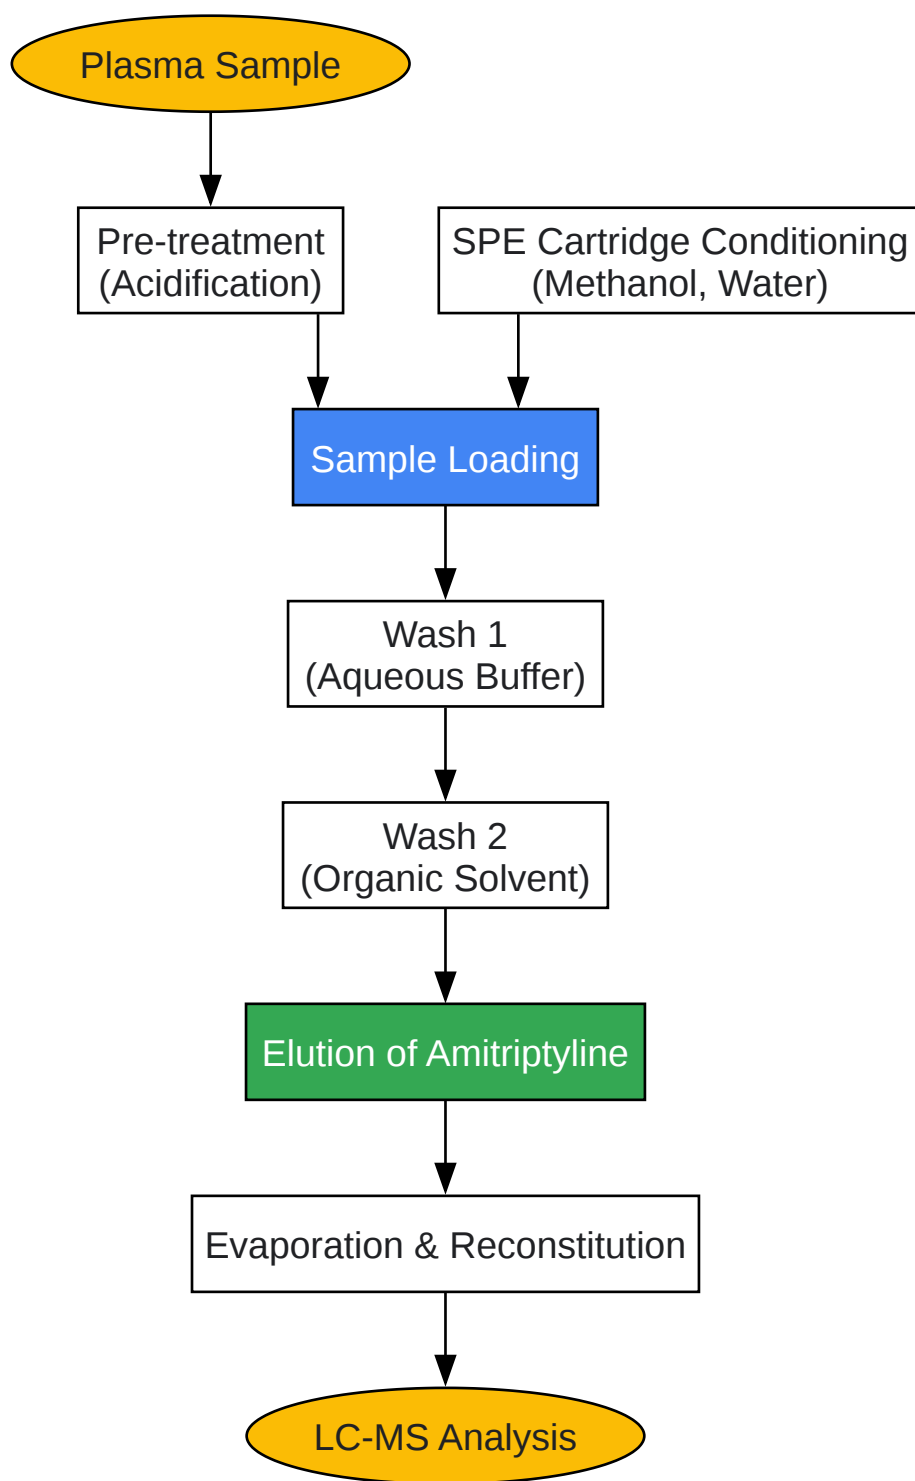 Plasma Sample
Pre-treatment
(Acidification)
SPE Cartridge Conditioning
(Methanol, Water)
Sample Loading
Wash 1
(Aqueous Buffer)
Wash 2
(Organic Solvent)
Elution of Amitriptyline
Evaporation & Reconstitution
LC-MS Analysis